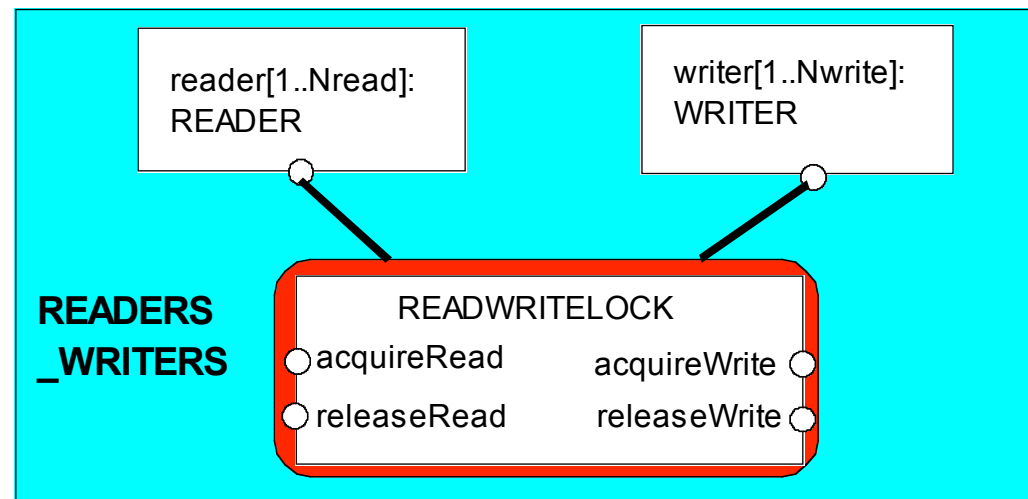 reader[1..Nread]:
READER
writer[1..Nwrite]:
WRITER
READERS
_WRITERS
READWRITELOCK
acquireRead
acquireWrite
releaseRead
releaseWrite